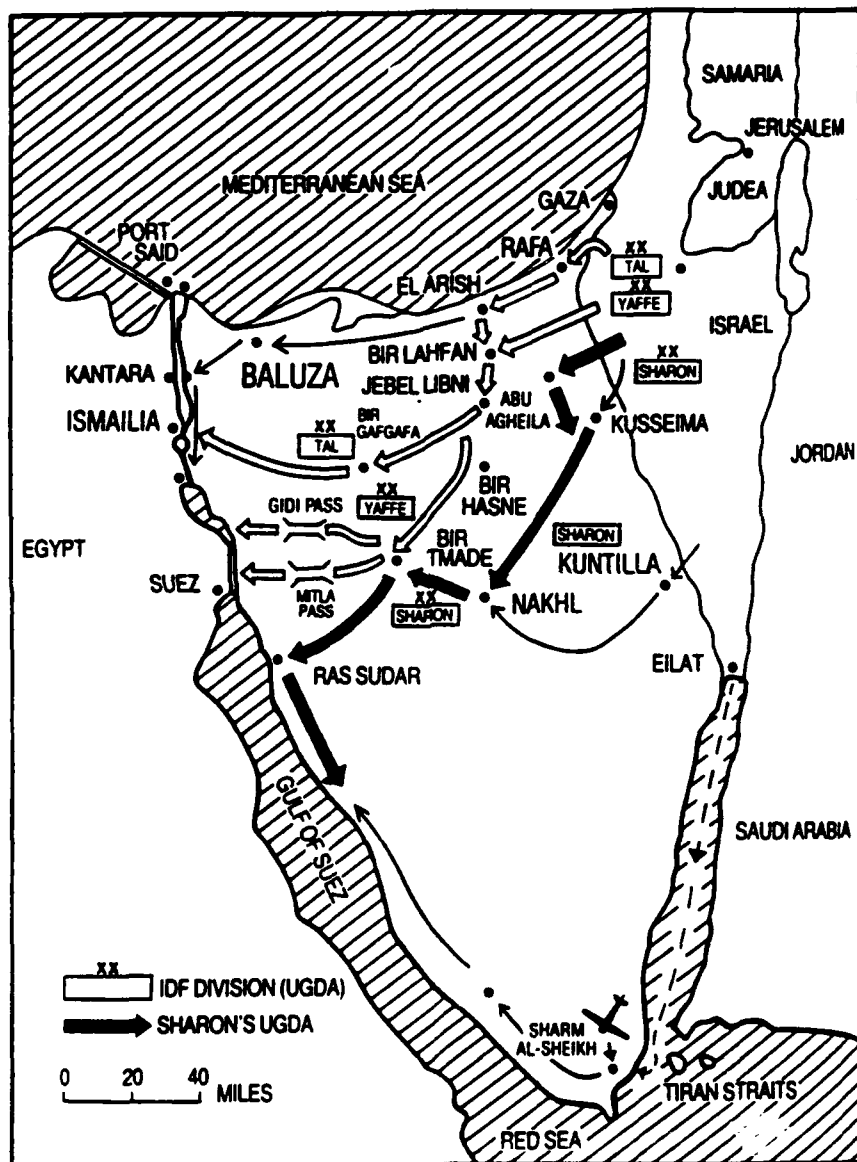 SAMARIA
JERUSALEM
MEDITERRANEAN SEA
JUDEA
GAZA
PORT
SAID
RAFA
XX
TAL
EL ARISH
XX
YAFFE
ISRAEL
BIR LAHFAN
KANTARA
BALUZA
XX
SHARON
JEBEL LIBNI
ISMAILIA
ABU
AGHEILA
KUSSEIMA
BIR
GAFGAFA
XX
TAL
JORDAN
XX
YAFFE
BIR
HASNE
GIDI PASS
EGYPT
BIR
TMADE
SHARON
KUNTILLA
SUEZ
MITLA
PASS
XX
SHARON
NAKHL
RAS SUDAR
EILAT
GULF OF SUEZ
SAUDI ARABIA
XX
IDF DIVISION (UGDA)
SHARON'S UGDA
SHARM
AL-SHEIKH
0 20 40
MILES
TIRAN STRAITS
RED SEA